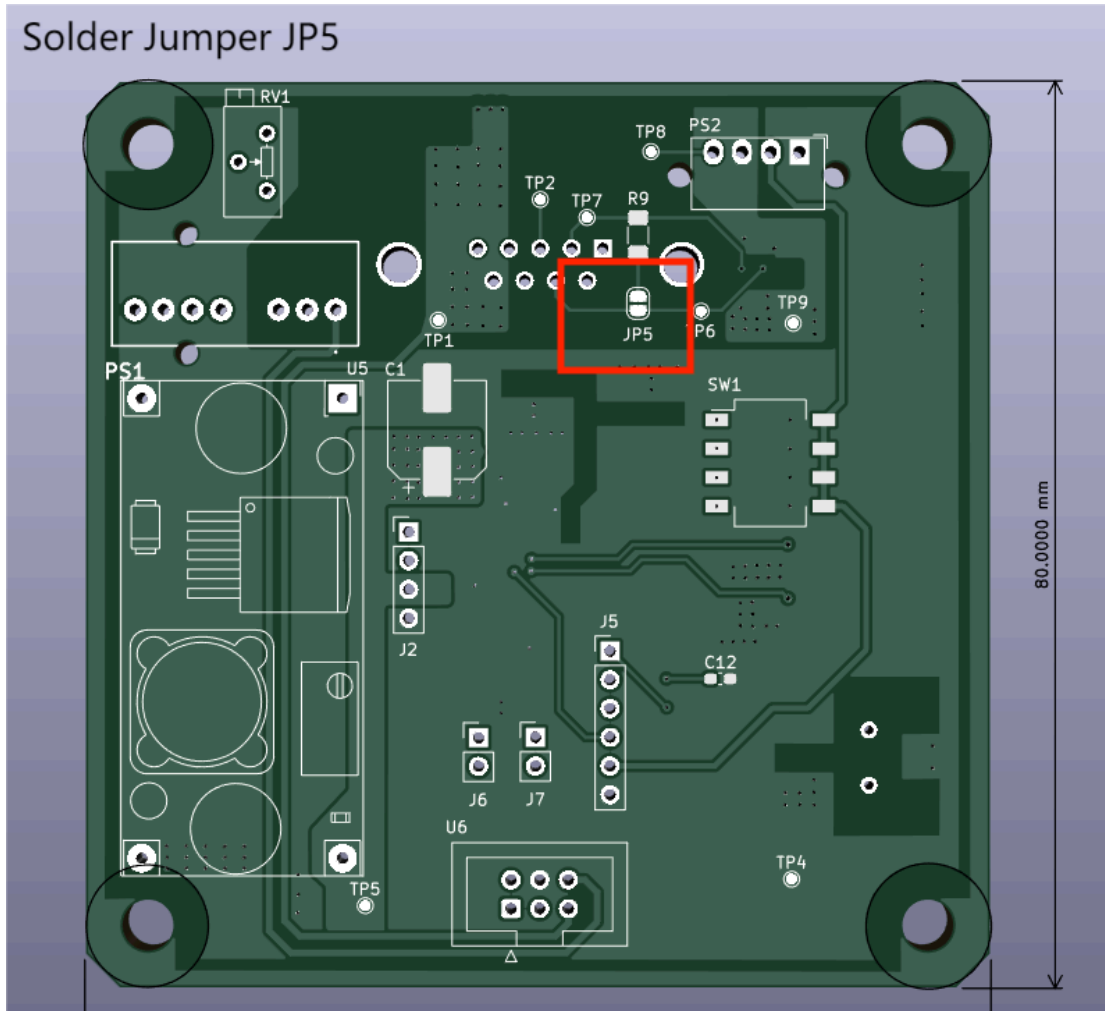 Solder Jumper JP5
RV1
TP8
PS2
TP2
TP7
R9
TP1
JP5
TP6
TP9
PS1
U5
C1
SW1
+
80.0000 mm
J2
J5
C12
J6
J7
U6
TP5
TP4